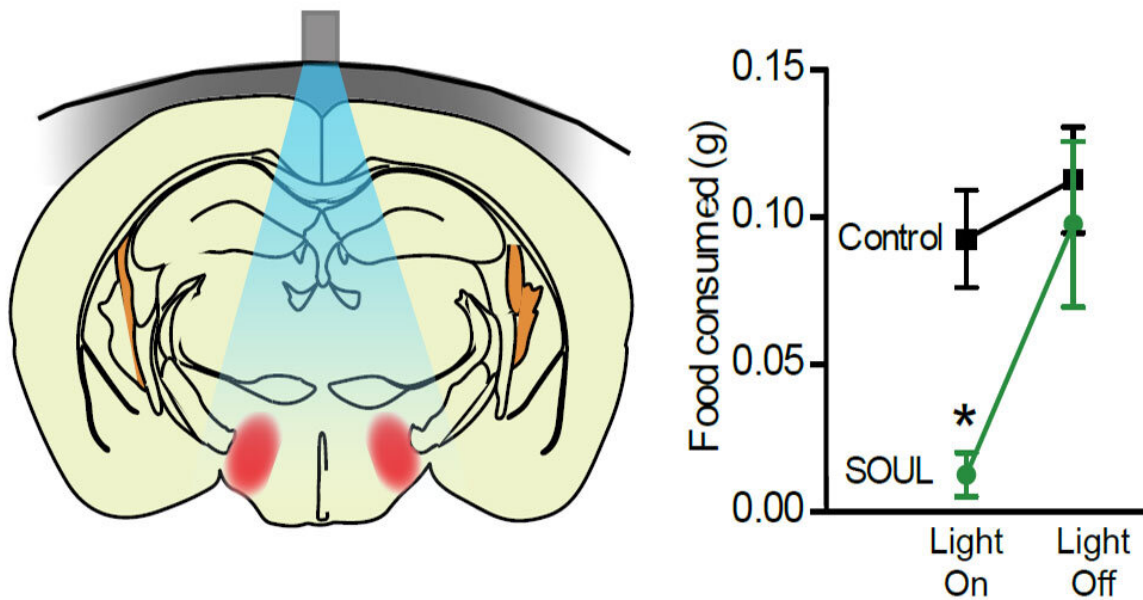 0.15
0.10
0.05
0.00
Food consumed (g)
Control
*
SOUL
Light
On
Light
Off